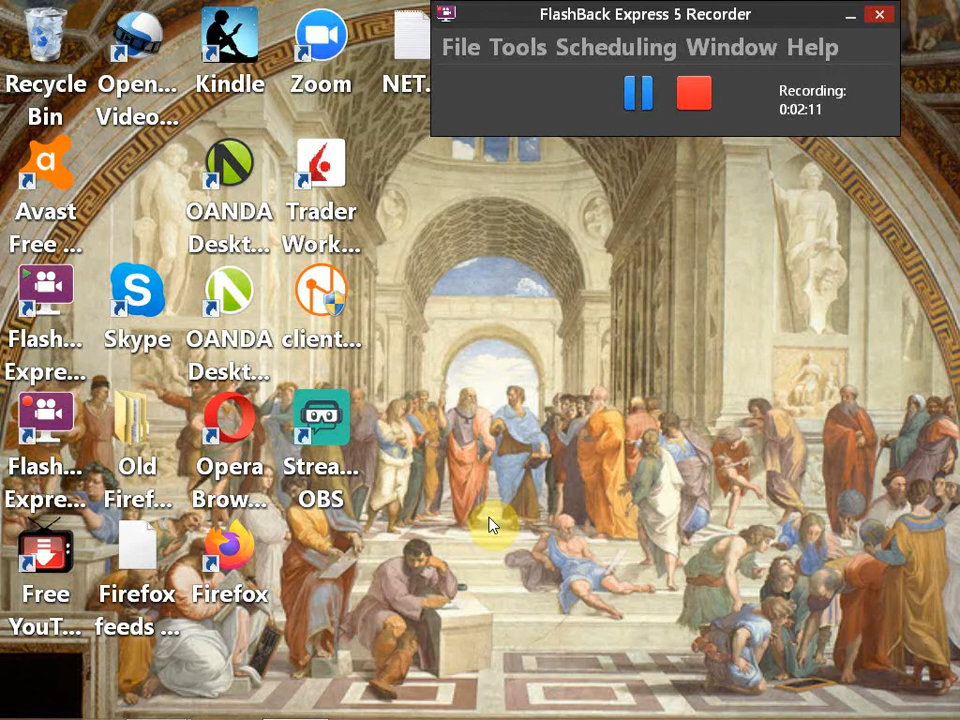 FlashBack Express 5 Recorder
File Tools Scheduling Window Help
Recording:
0:02:11
Recycle Bin
Open... Video...
Kindle
Zoom
NET.
Avast Free ...
OANDA Deskt...
Trader Work...
Flash... Expre...
Skype
OANDA Deskt...
client...
Flash... Expre...
Old Firef...
Opera Brow...
Strea... OBS
Free YouT...
Firefox feeds ...
Firefox